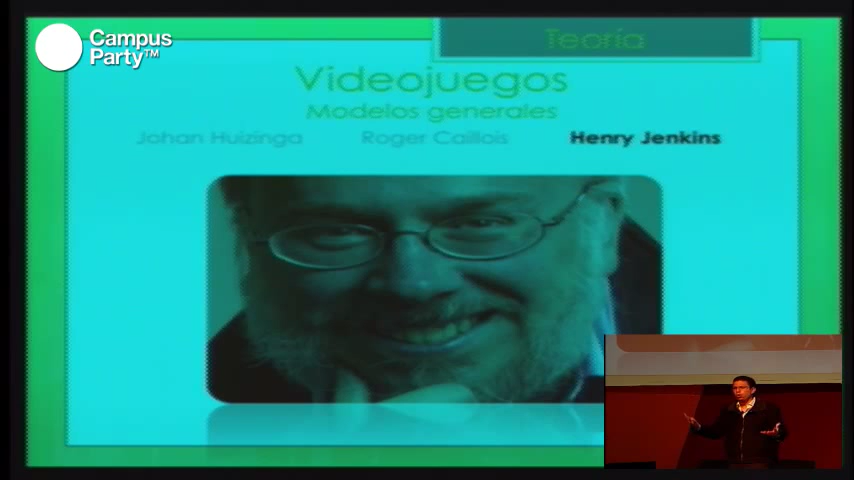 Campus
Party™
Teoría
Videojuegos
Modelos generales
Johan Huizinga Roger Caillois Henry Jenkins